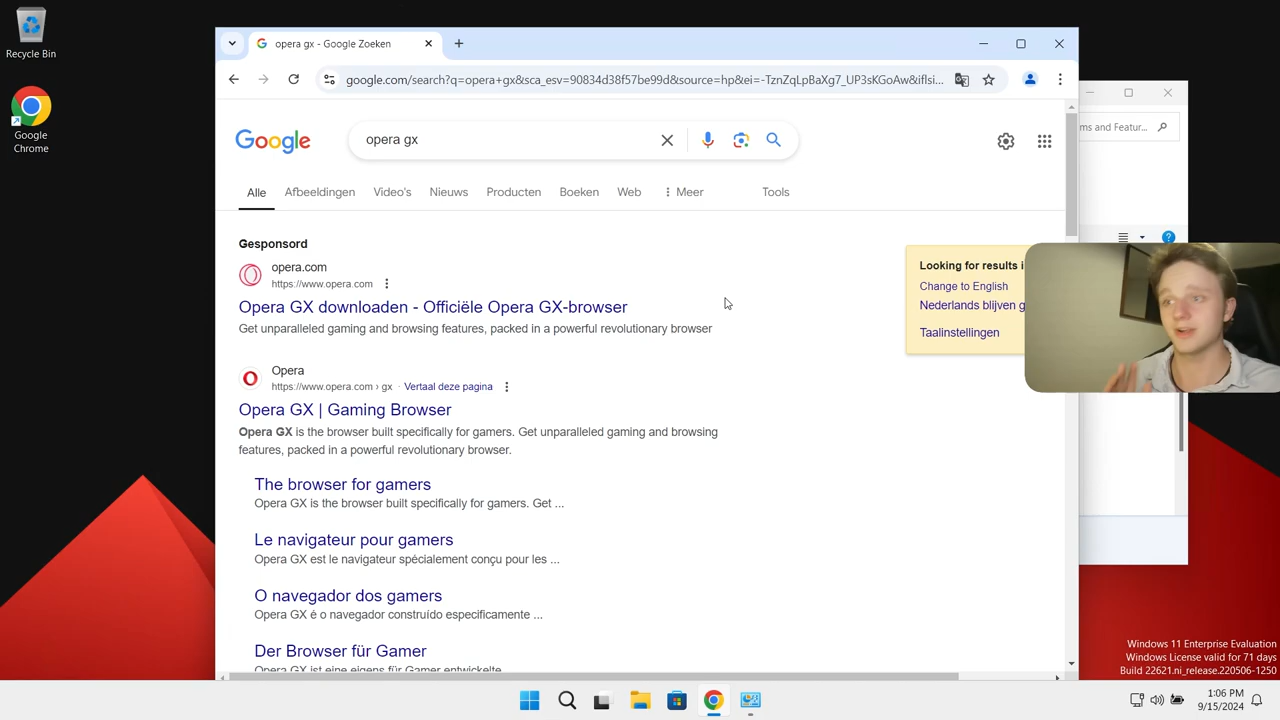 Recycle Bin
Google
Chrome
opera gx - Google Zoeken
google.com/search?q=opera+gx&sca_esv=90834d38f57be99d&source=hp&ei=-TznZqLpBaXg7_UP3sKGoAw&iflsi...
ms and Featur...
Google
opera gx
Alle
Afbeeldingen
Video's
Nieuws
Producten
Boeken
Web
Meer
Tools
Gesponsord
opera.com
https://www.opera.com
Opera GX downloaden - Officiële Opera GX-browser
Get unparalleled gaming and browsing features, packed in a powerful revolutionary browser
Looking for results i
Change to English
Nederlands blijven g
Taalinstellingen
Opera
https://www.opera.com › gx · Vertaal deze pagina
Opera GX | Gaming Browser
Opera GX is the browser built specifically for gamers. Get unparalleled gaming and browsing
features, packed in a powerful revolutionary browser.
The browser for gamers
Opera GX is the browser built specifically for gamers. Get ...
Le navigateur pour gamers
Opera GX est le navigateur spécialement conçu pour les ...
O navegador dos gamers
Opera GX é o navegador construído especificamente ...
Der Browser für Gamer
Opera GX ist eine eigens für Gamer entwickelte
Windows 11 Enterprise Evaluation
Windows License valid for 71 days
Build 22621.ni_release.220506-1250
1:06 PM
9/15/2024